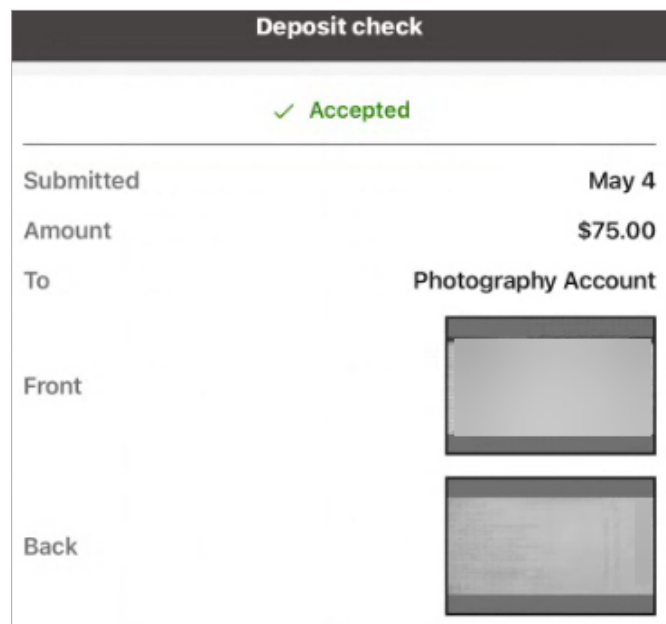 Deposit check
✓ Accepted
Submitted May 4
Amount $75.00
To Photography Account
Front
Back